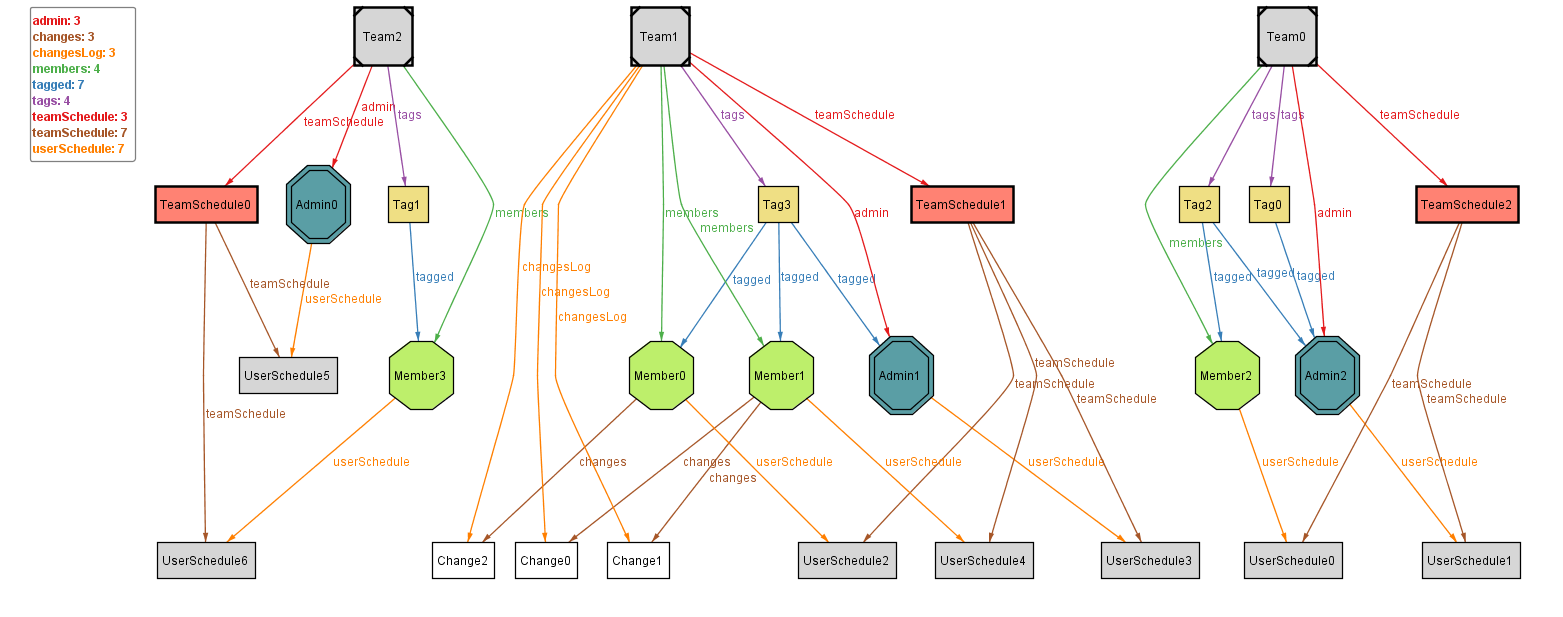 admin: 3
changes: 3
changesLog: 3
members: 4
tagged: 7
tags: 4
teamSchedule: 3
teamSchedule: 7
userSchedule: 7
Team2
Team1
Team0
admin
teamSchedule
tags
tags
teamSchedule
tags
tags
teamSchedule
TeamSchedule0
Admin0
Tag1
members
members
members
Tag3
admin
TeamSchedule1
Tag2
Tag0
admin
TeamSchedule2
members
teamSchedule
userSchedule
tagged
changesLog
changesLog
changesLog
tagged
tagged
tagged
tagged
tagged
tagged
UserSchedule5
Member3
Member0
Member1
Admin1
teamSchedule
teamSchedule
teamSchedule
Member2
Admin2
teamSchedule
teamSchedule
teamSchedule
userSchedule
changes
changes
changes
userSchedule
userSchedule
userSchedule
userSchedule
userSchedule
UserSchedule6
Change2
Change0
Change1
UserSchedule2
UserSchedule4
UserSchedule3
UserSchedule0
UserSchedule1